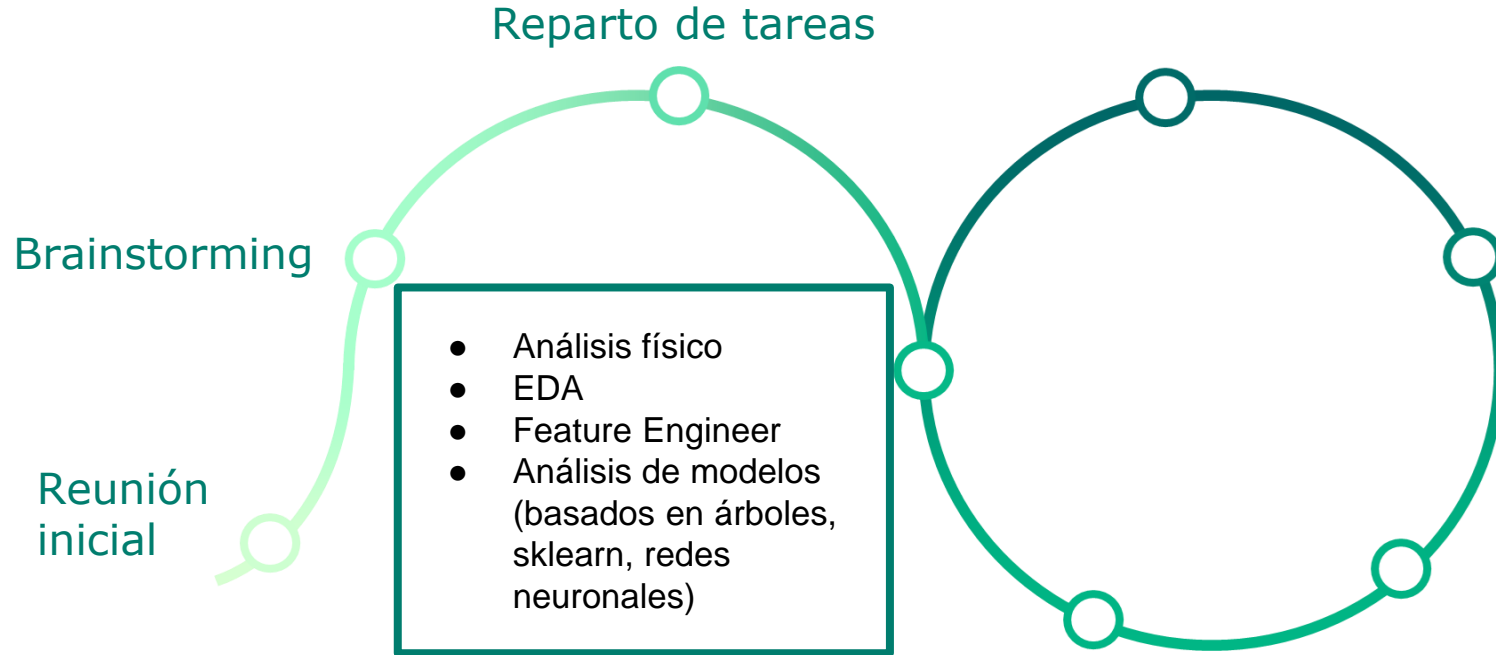 Reparto de tareas
Brainstorming
Reunión
inicial
● Análisis físico
● EDA
● Feature Engineer
● Análisis de modelos
(basados en árboles,
sklearn, redes
neuronales)